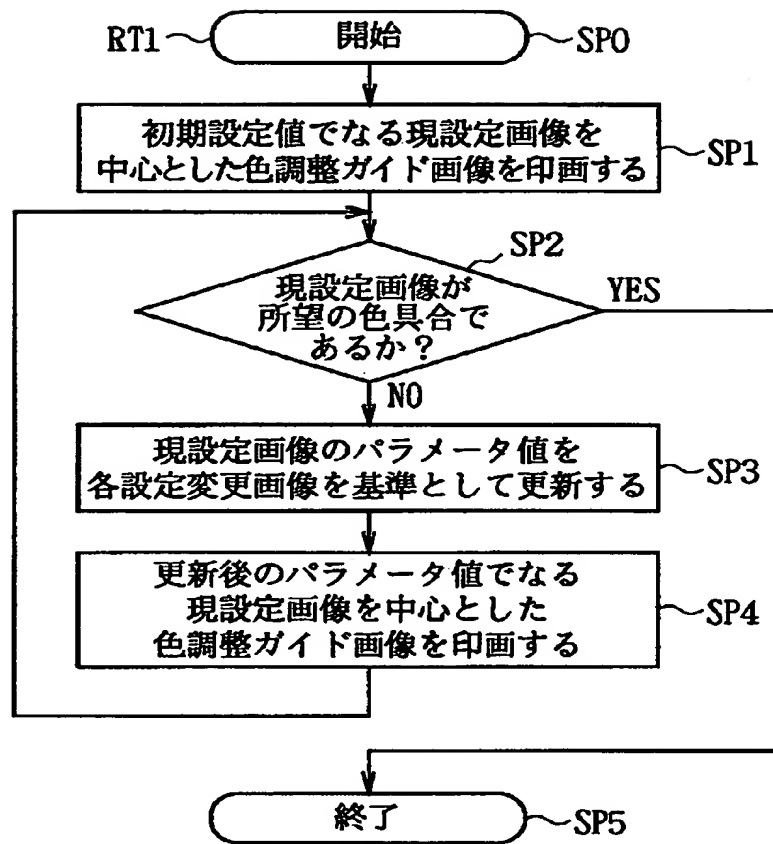 RT1
開始
SP0
初期設定値でなる現設定画像を
中心とした色調整ガイド画像を印画する
SP1
SP2
現設定画像が
所望の色具合で
あるか？
YES
NO
現設定画像のパラメータ値を
各設定変更画像を基準として更新する
SP3
更新後のパラメータ値でなる
現設定画像を中心とした
色調整ガイド画像を印画する
SP4
終了
SP5